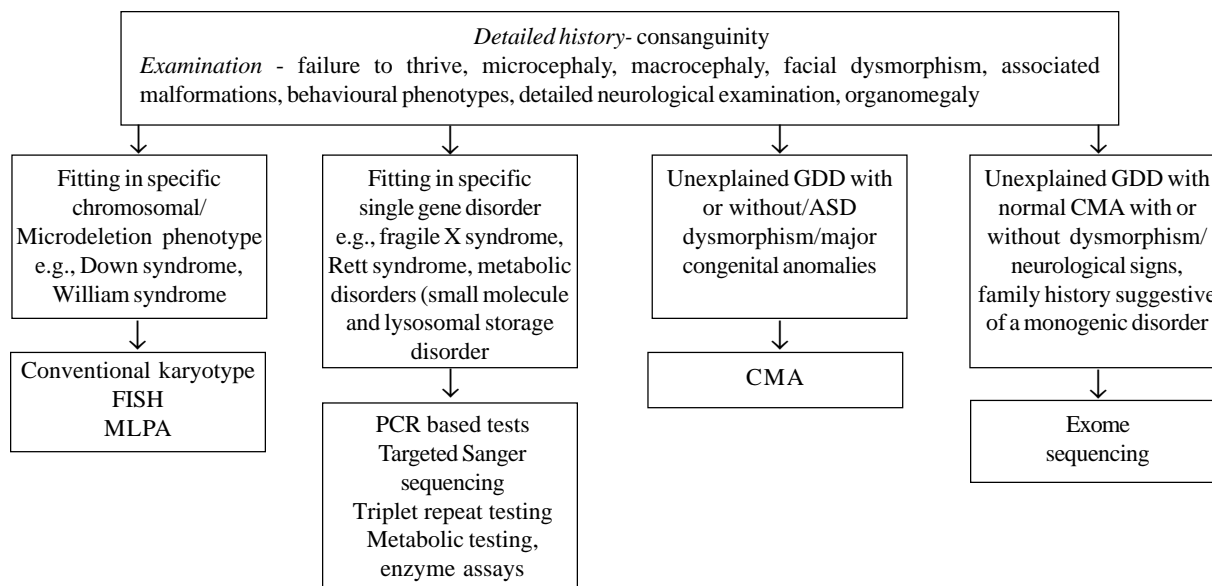 Detailed history- consanguinity
Examination - failure to thrive, microcephaly, macrocephaly, facial dysmorphism, associated
malformations, behavioural phenotypes, detailed neurological examination, organomegaly
Fitting in specific
chromosomal/
Microdeletion phenotype
e.g., Down syndrome,
William syndrome
Conventional karyotype
FISH
MLPA
Fitting in specific
single gene disorder
e.g., fragile X syndrome,
Rett syndrome, metabolic
disorders (small molecule
and lysosomal storage
disorder
PCR based tests
Targeted Sanger
sequencing
Triplet repeat testing
Metabolic testing,
enzyme assays
Unexplained GDD with
or without/ASD
dysmorphism/major
congenital anomalies
CMA
Unexplained GDD with
normal CMA with or
without dysmorphism/
neurological signs,
family history suggestive
of a monogenic disorder
Exome
sequencing